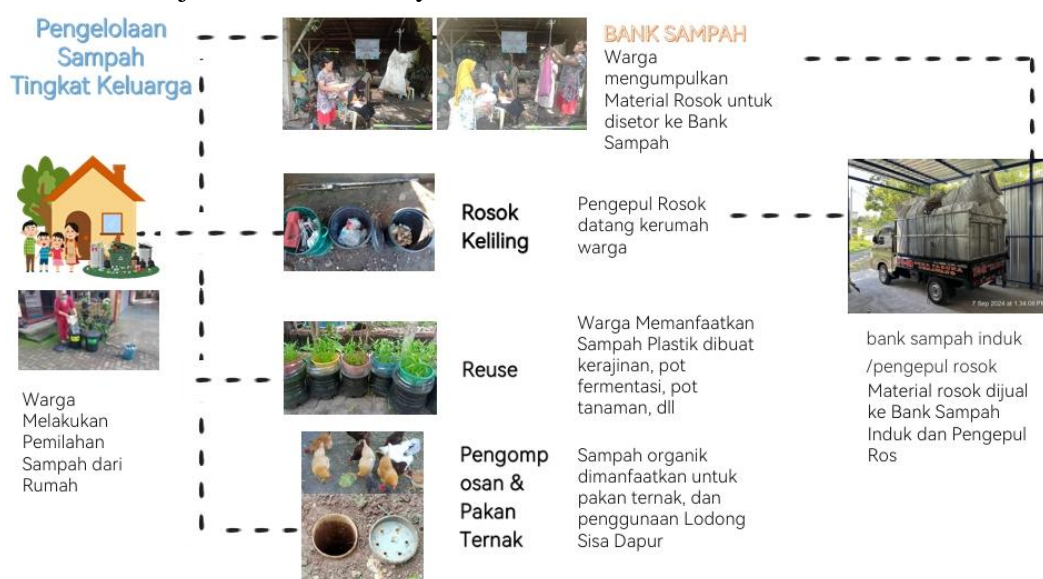 Pengelolaan
Sampah
Tingkat Keluarga
Warga
Melakukan
Pemilahan
Sampah dari
Rumah
BANK SAMPAH
Warga
mengumpulkan
Material Rosok untuk
disetor ke Bank
Sampah
Rosok
Keliling
Pengepul Rosok
datang kerumah
warga
Reuse
Warga Memanfaatkan
Sampah Plastik dibuat
kerajinan, pot
fermentasi, pot
tanaman, dll
Pengomp
osan &
Pakan
Ternak
Sampah organik
dimanfaatkan untuk
pakan ternak, dan
penggunaan Lodong
Sisa Dapur
7 Sep 2024 at 1.34.08 PM
bank sampah induk
/pengepul rosok
Material rosok dijual
ke Bank Sampah
Induk dan Pengepul
Ros